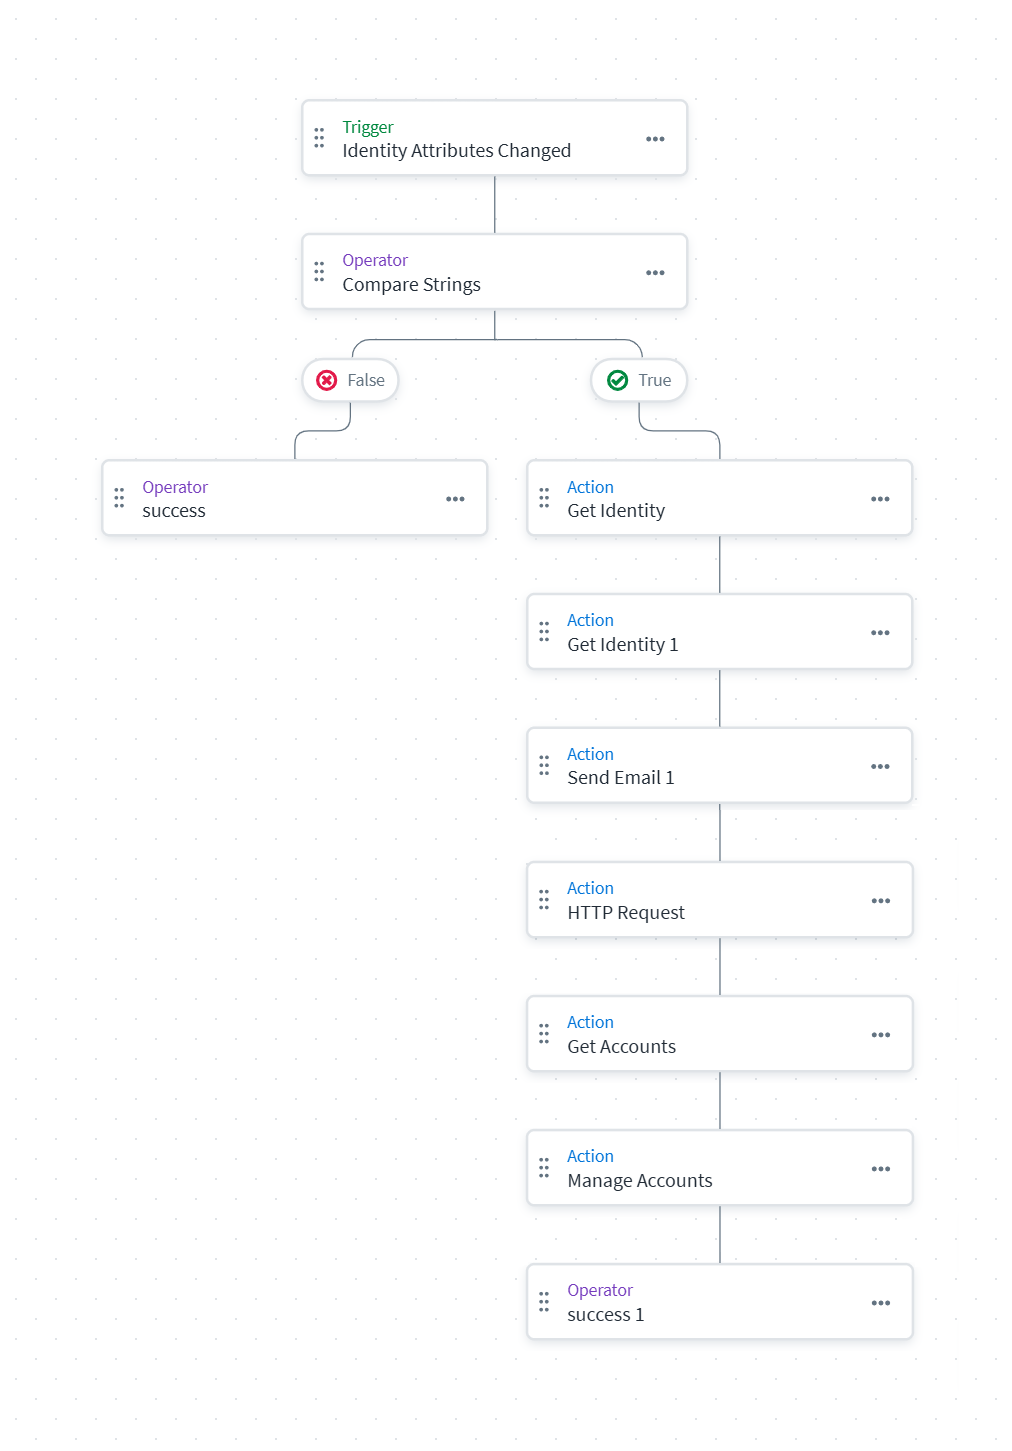 Trigger
Identity Attributes Changed
Operator
Compare Strings
False
True
Operator
success
Action
Get Identity
Action
Get Identity 1
Action
Send Email 1
Action
HTTP Request
Action
Get Accounts
Action
Manage Accounts
Operator
success 1